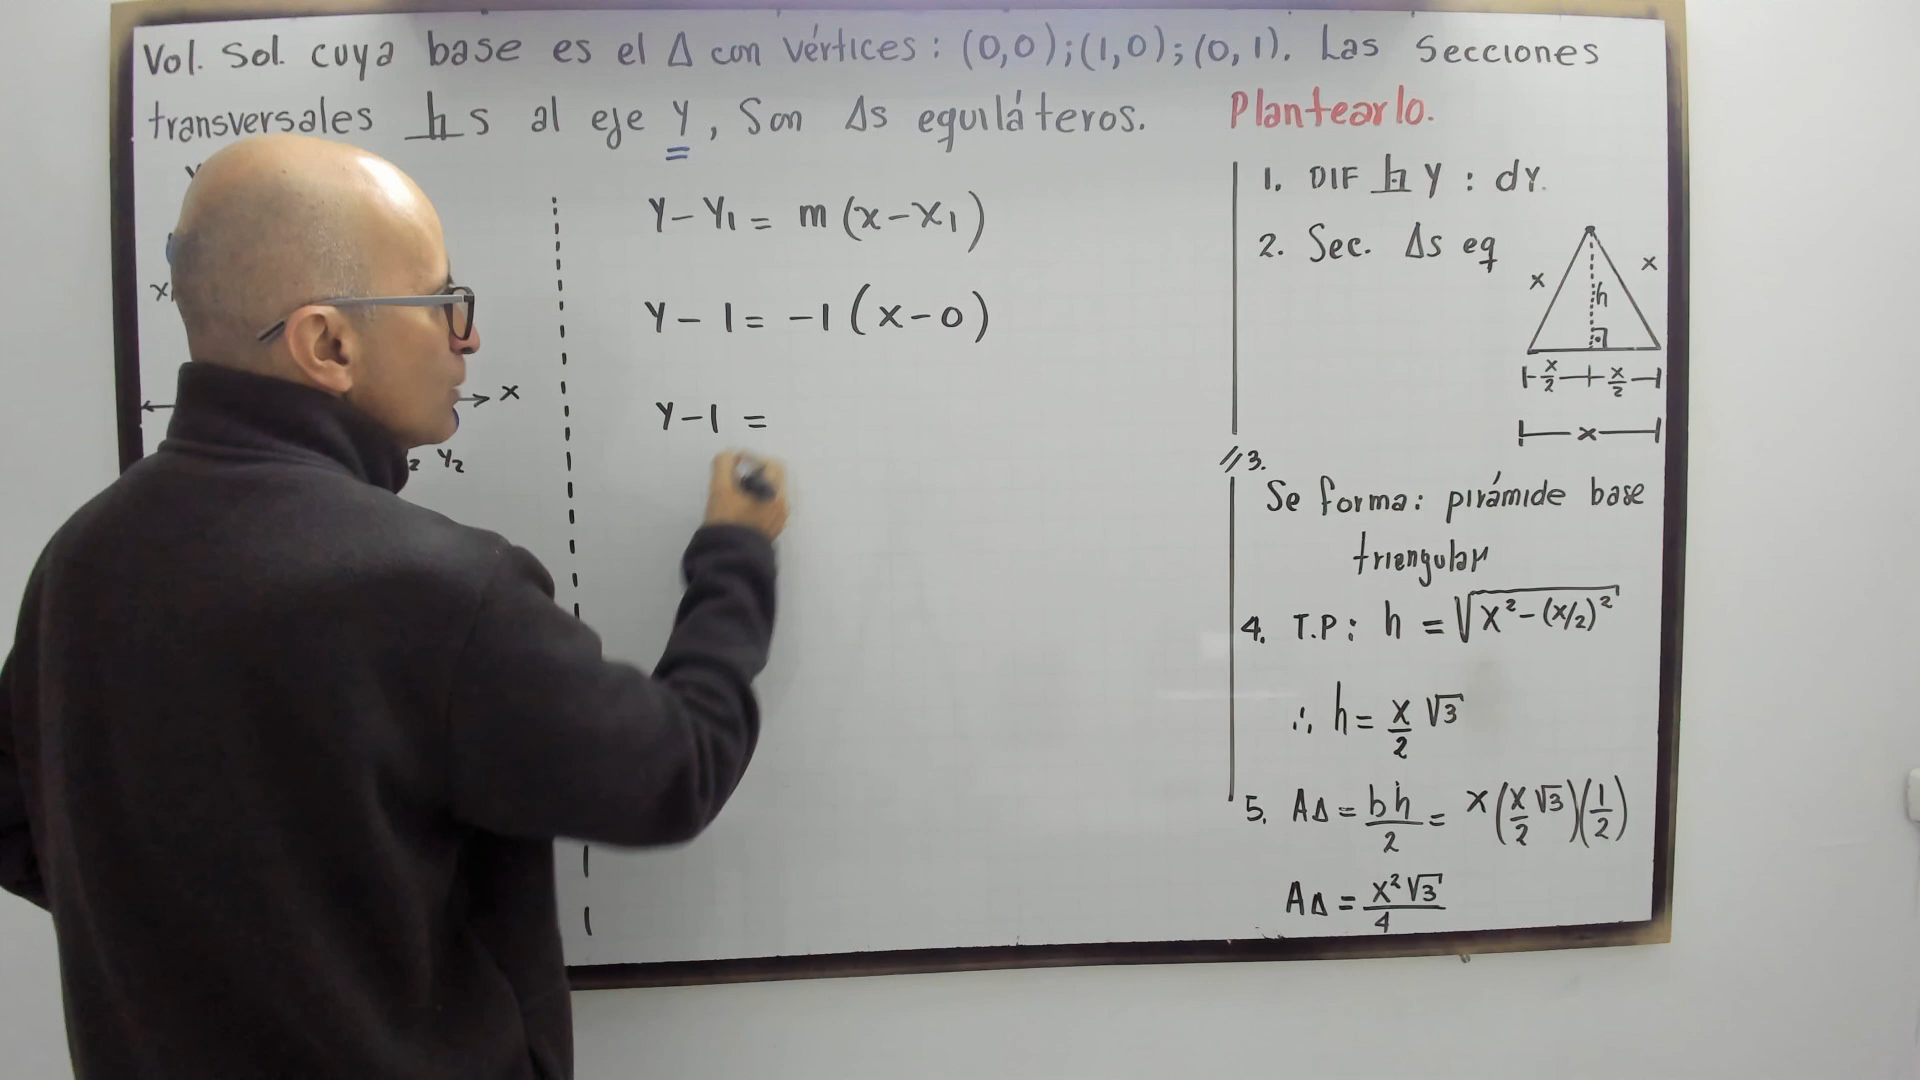 Vol. Sol. cuya base es el Δ con vértices: (0,0);(1,0);(0,1). Las Secciones
transversales ⊥s al eje y, Son Δs equiláteros. Plantearlo.
x
y₂
y-y₁ = m(x-x₁)
y-1 = -1(x-0)
y-1 =
1. DIF ⊥ y : dy.
2. Sec. Δs eq
x
x
h
x/2
x/2
x
// 3.
Se forma: pirámide base
triangular
4. T.P: h = √(x²-(x/2)²)
∴ h = x/2 √3
5. AΔ = bh/2 = x(x/2 √3)(1/2)
AΔ = x²√3/4